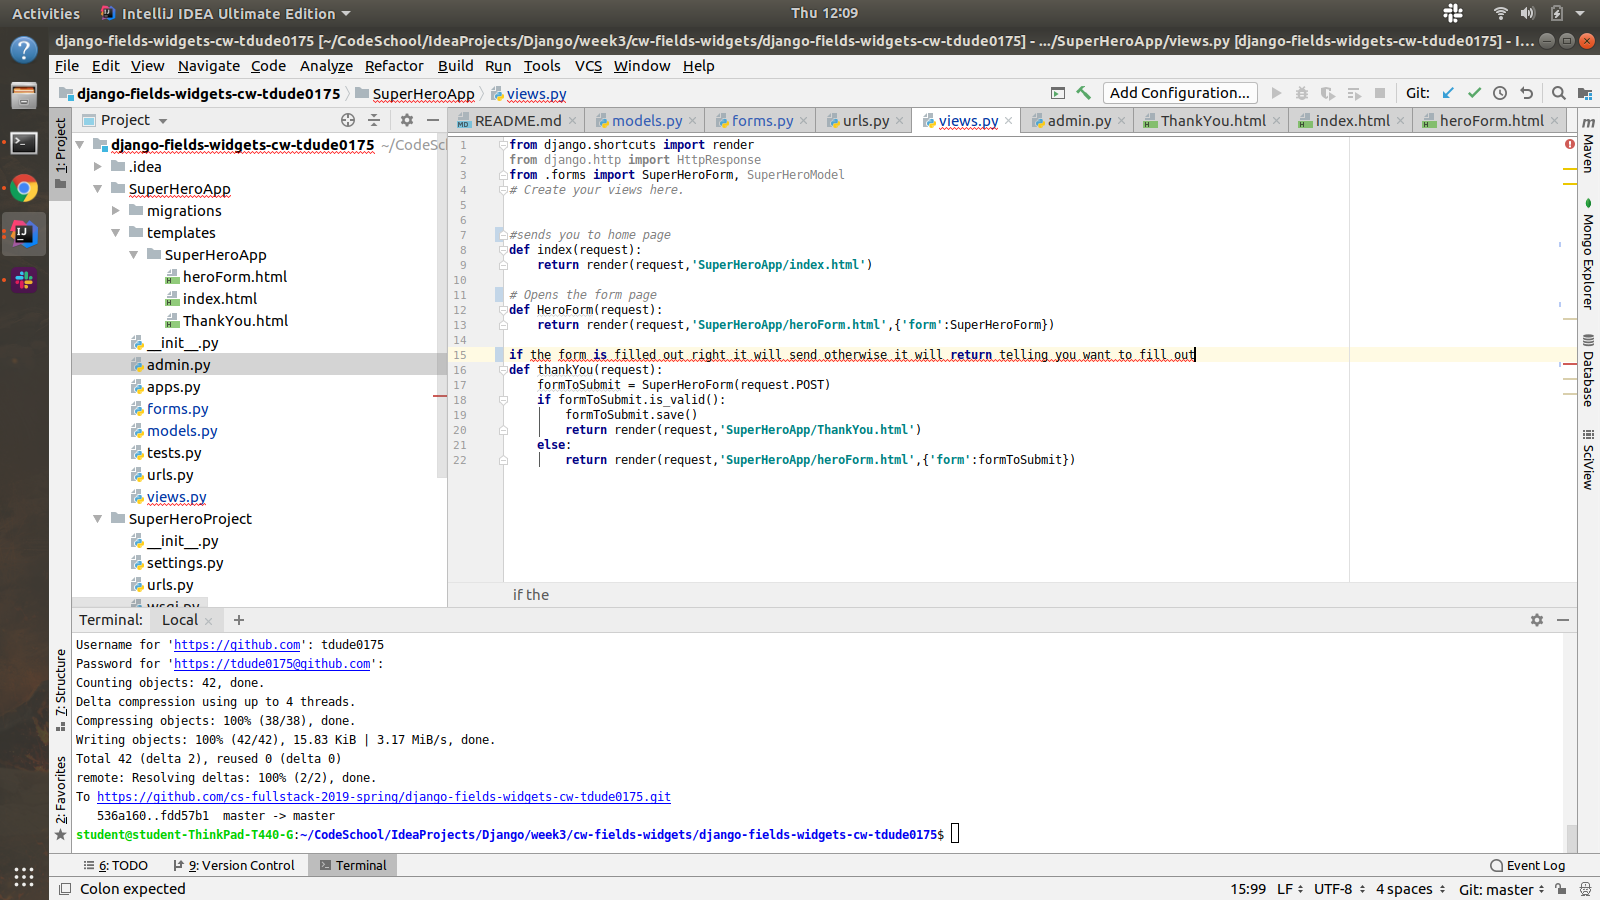 Activities IntelliJ IDEA Ultimate Edition Thu 12:09
django-fields-widgets-cw-tdude0175 [~/CodeSchool/IdeaProjects/Django/week3/cw-fields-widgets/django-fields-widgets-cw-tdude0175] - .../SuperHeroApp/views.py [django-fields-widgets-cw-tdude0175] - I...
File Edit View Navigate Code Analyze Refactor Build Run Tools VCS Window Help
django-fields-widgets-cw-tdude0175 SuperHeroApp views.py Add Configuration... Git:
Project README.md models.py forms.py urls.py views.py admin.py ThankYou.html index.html heroForm.html
django-fields-widgets-cw-tdude0175 ~/CodeScl
.idea
SuperHeroApp
migrations
templates
SuperHeroApp
heroForm.html
index.html
ThankYou.html
__init__.py
admin.py
apps.py
forms.py
models.py
tests.py
urls.py
views.py
SuperHeroProject
__init__.py
settings.py
urls.py
wsgi.py
1 from django.shortcuts import render
2 from django.http import HttpResponse
3 from .forms import SuperHeroForm, SuperHeroModel
4 # Create your views here.
5
6
7 #sends you to home page
8 def index(request):
9 return render(request,'SuperHeroApp/index.html')
10
11 # Opens the form page
12 def HeroForm(request):
13 return render(request,'SuperHeroApp/heroForm.html',{'form':SuperHeroForm})
14
15 if the form is filled out right it will send otherwise it will return telling you want to fill out
16 def thankYou(request):
17 formToSubmit = SuperHeroForm(request.POST)
18 if formToSubmit.is_valid():
19 formToSubmit.save()
20 return render(request,'SuperHeroApp/ThankYou.html')
21 else:
22 return render(request,'SuperHeroApp/heroForm.html',{'form':formToSubmit})
if the
1: Project
7: Structure
2: Favorites
m Maven
Mongo Explorer
Database
SciView
Terminal: Local +
Username for 'https://github.com': tdude0175
Password for 'https://tdude0175@github.com':
Counting objects: 42, done.
Delta compression using up to 4 threads.
Compressing objects: 100% (38/38), done.
Writing objects: 100% (42/42), 15.83 KiB | 3.17 MiB/s, done.
Total 42 (delta 2), reused 0 (delta 0)
remote: Resolving deltas: 100% (2/2), done.
To https://github.com/cs-fullstack-2019-spring/django-fields-widgets-cw-tdude0175.git
536a160..fdd57b1 master -> master
student@student-ThinkPad-T440-G:~/CodeSchool/IdeaProjects/Django/week3/cw-fields-widgets/django-fields-widgets-cw-tdude0175$
6: TODO 9: Version Control Terminal Event Log
Colon expected 15:99 LF UTF-8 4 spaces Git: master